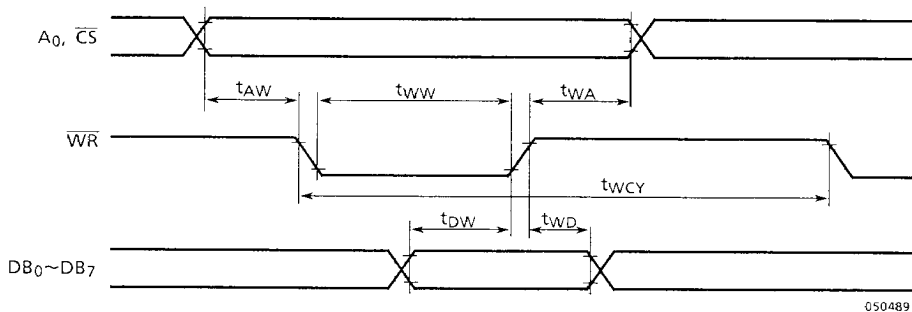 A0, CS
tAW
tWW
tWA
WR
tWCY
tDW
tWD
DB0~DB7
050489